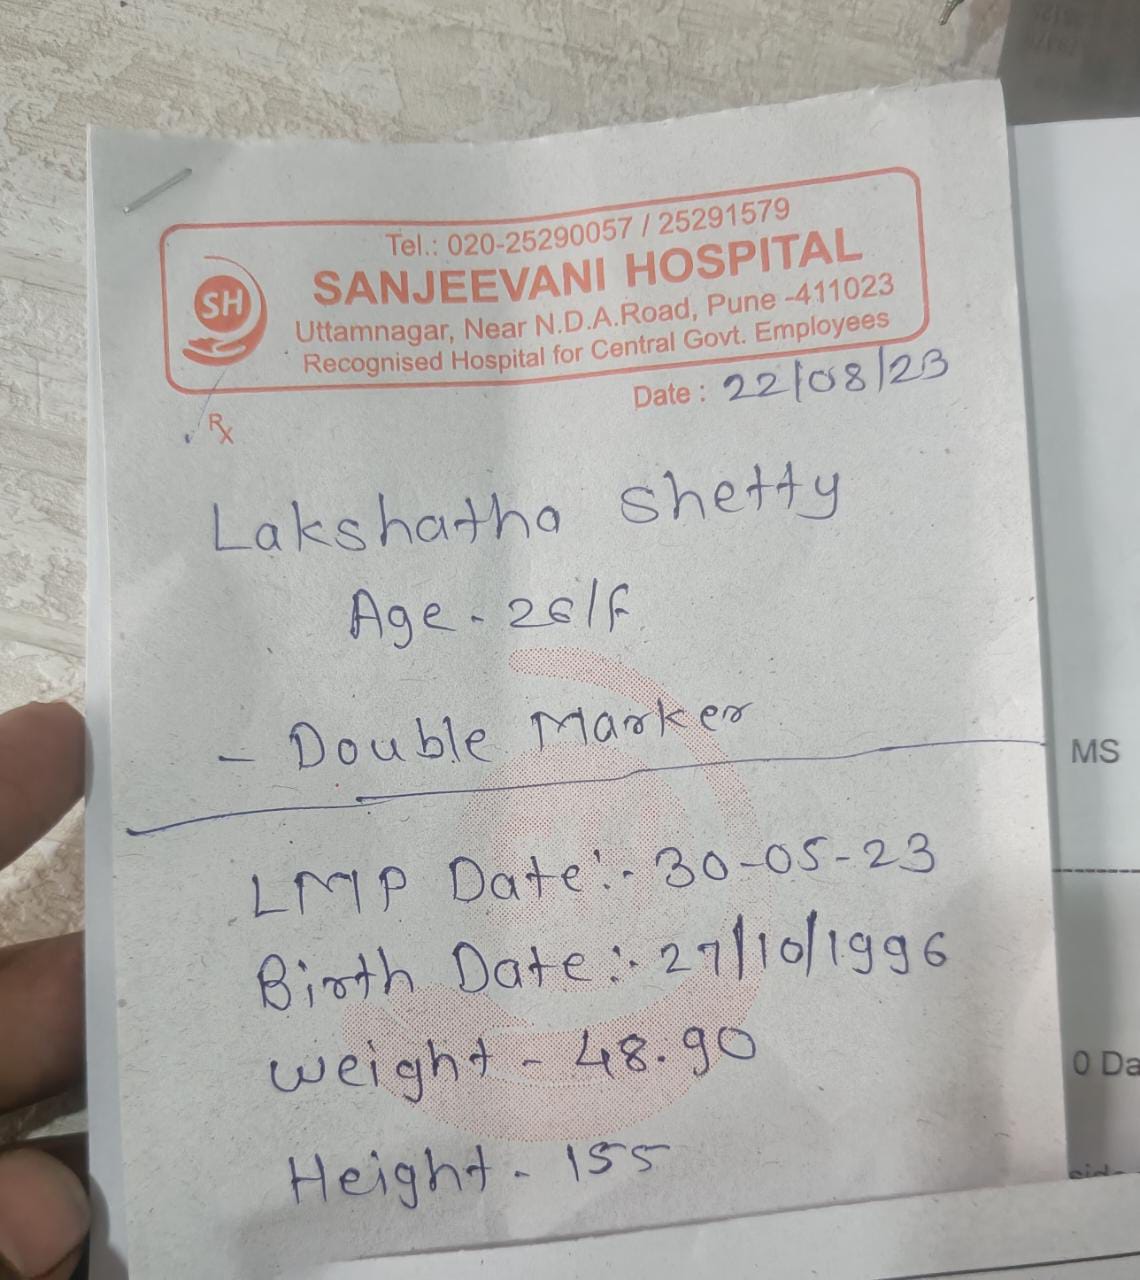 Tel.: 020-25290057 / 25291579
SH
SANJEEVANI HOSPITAL
Uttamnagar, Near N.D.A.Road, Pune -411023
Recognised Hospital for Central Govt. Employees
Date : 22/08/23
Rx
Lakshatha Shetty
Age - 26/F
- Double Marker
MS
LMP Date :- 30-05-23
Birth Date :- 27/10/1996
Weight - 48.90
0 Da
Height - 155